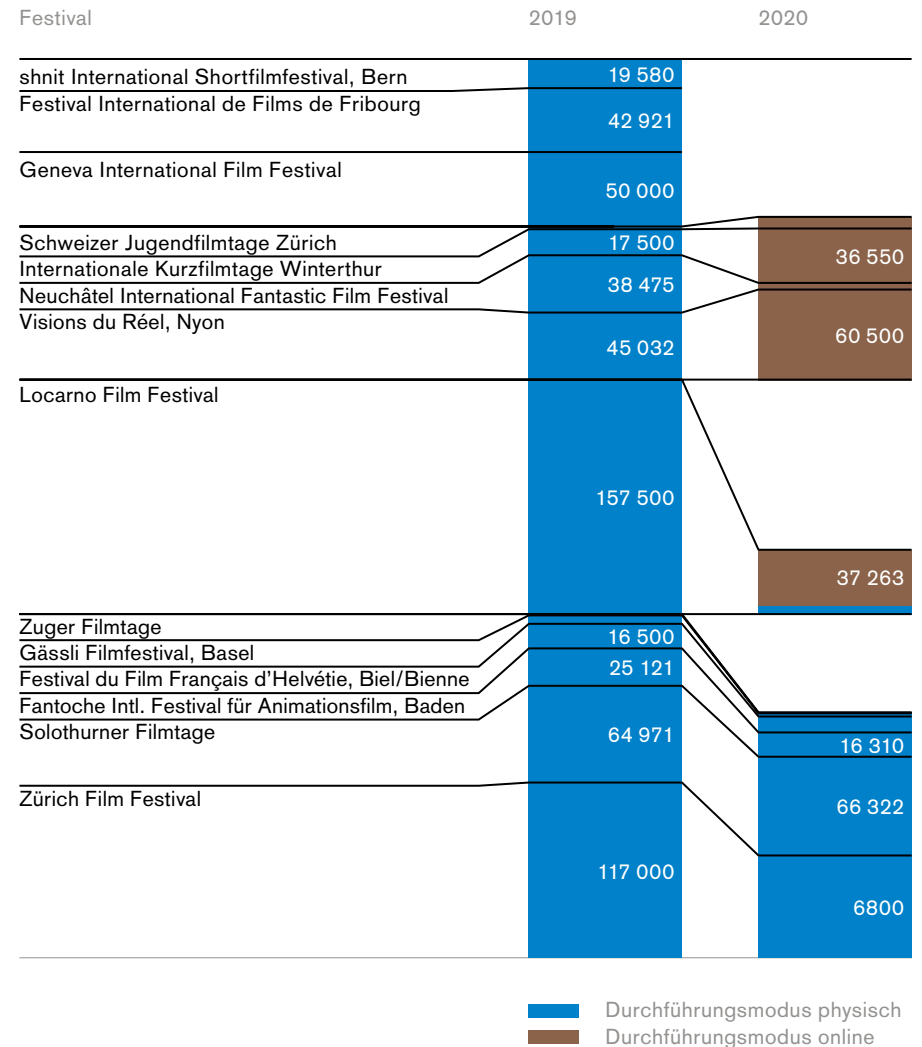 Festival 2019 2020
shnit International Shortfilmfestival, Bern 19 580
Festival International de Films de Fribourg 42 921
Geneva International Film Festival 50 000
Schweizer Jugendfilmtage Zürich 17 500
Internationale Kurzfilmtage Winterthur 38 475 36 550
Neuchâtel International Fantastic Film Festival
Visions du Réel, Nyon 45 032 60 500
Locarno Film Festival
157 500
37 263
Zuger Filmtage
Gässli Filmfestival, Basel 16 500
Festival du Film Français d’Helvétie, Biel/Bienne 25 121
Fantoche Intl. Festival für Animationsfilm, Baden
Solothurner Filmtage 64 971 16 310
Zürich Film Festival 66 322
117 000
6800
Durchführungsmodus physisch
Durchführungsmodus online